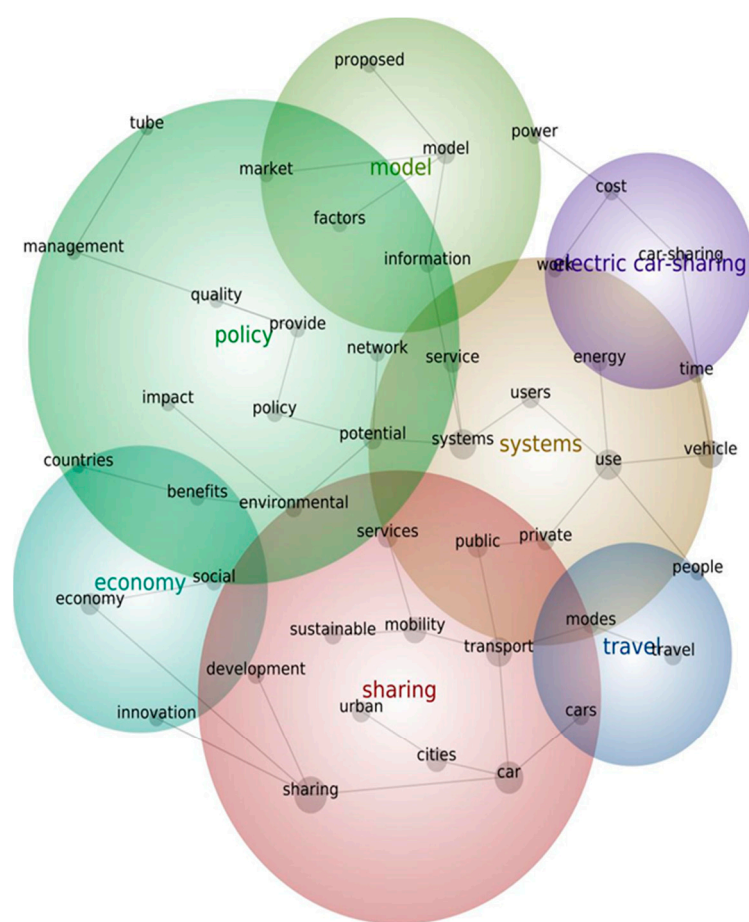 proposed
tube
power
model
market
model
cost
factors
management
car-sharing
information
work
electric car-sharing
quality
provide
policy
network
service
energy
time
impact
users
policy
potential
systems
systems
vehicle
countries
use
benefits
environmental
services
public
private
people
social
economy
economy
modes
sustainable
mobility
transport
travel
travel
development
sharing
urban
innovation
cars
cities
car
sharing